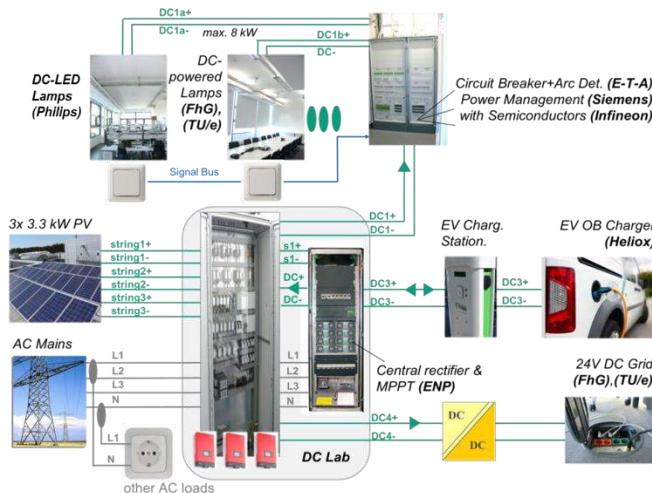 DC1a+
DC1a-
max. 8 kW
DC1b+
DC-
DC-LED
Lamps
(Philips)
DC-
powered
Lamps
(FhG),
(TU/e)
Circuit Breaker+Arc Det. (E-T-A)
Power Management (Siemens)
with Semiconductors (Infineon)
Signal Bus
3x 3.3 kW PV
DC1+
DC1-
EV Charg.
Station.
EV OB Charger
(Heliox)
string1+
string1-
string2+
string2-
string3+
string3-
s1+
s1-
DC+
DC-
DC3+
DC3-
DC3+
DC3-
AC Mains
L1
L2
L3
N
L1
L2
L3
N
Central rectifier &
MPPT (ENP)
24V DC Grid
(FhG),(TU/e)
DC4+
DC4-
DC
DC
L1
N
DC Lab
other AC loads